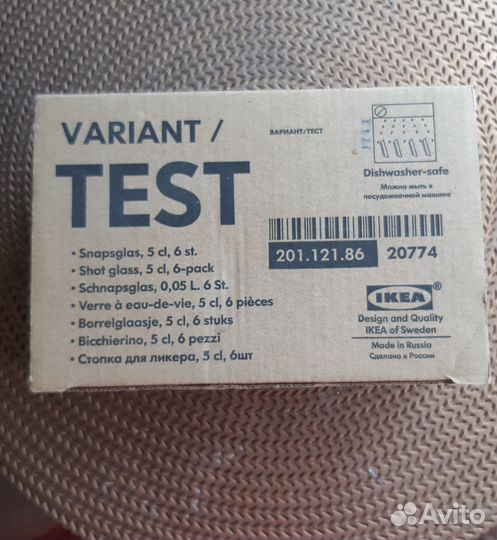 VARIANT /
TEST
ВАРИАНТ/ТЕСТ
Dishwasher-safe
Можно мыть в
посудомоечной машине
• Snapsglas, 5 cl, 6 st.
• Shot glass, 5 cl, 6-pack
• Schnapsglas, 0,05 L. 6 St.
• Verre à eau-de-vie, 5 cl, 6 pièces
• Borrelglaasje, 5 cl, 6 stuks
• Bicchierino, 5 cl, 6 pezzi
• Стопка для ликера, 5 cl, 6шт
201.121.86 20774
IKEA®
Design and Quality
IKEA of Sweden
Made in Russia
Сделано в России
Avito